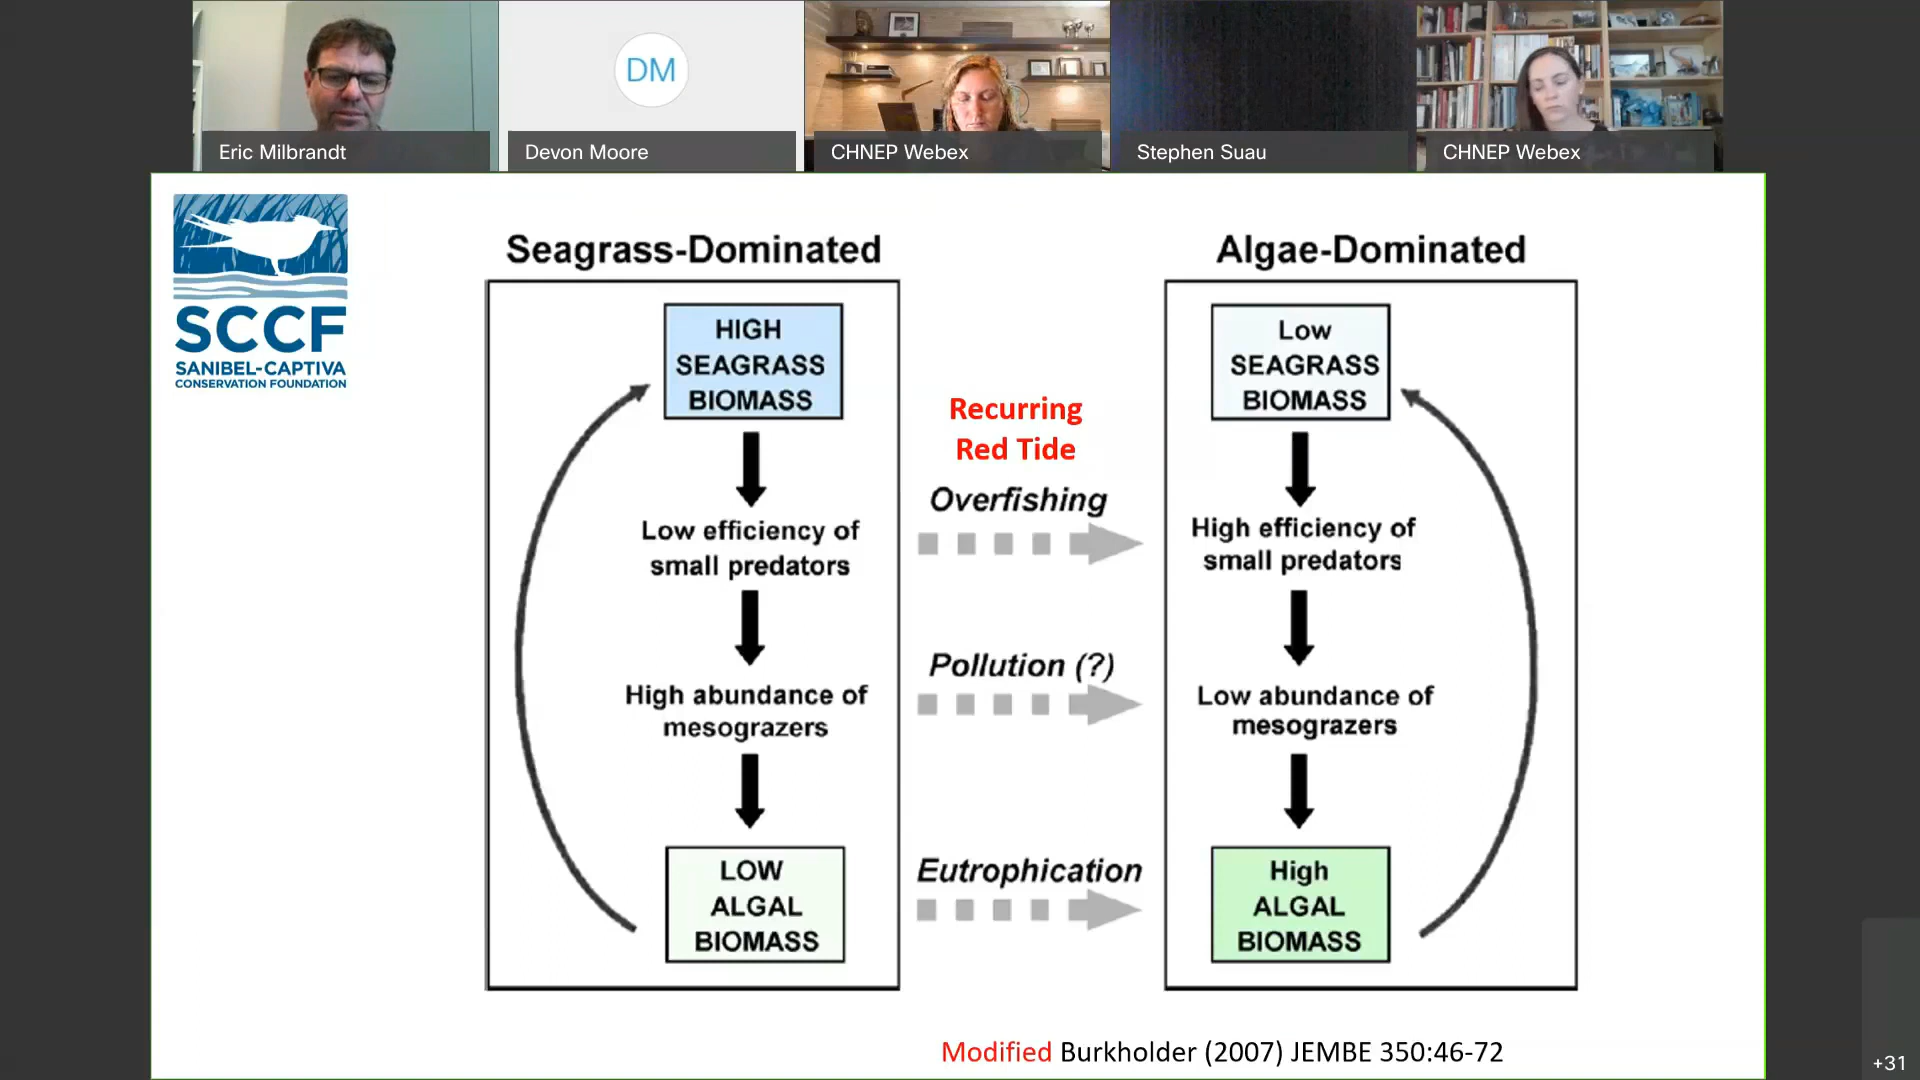 Eric Milbrandt
DM
Devon Moore
CHNEP Webex
Stephen Suau
CHNEP Webex
SCCF
SANIBEL-CAPTIVA
CONSERVATION FOUNDATION
Seagrass-Dominated
HIGH
SEAGRASS
BIOMASS
Low efficiency of
small predators
High abundance of
mesograzers
LOW
ALGAL
BIOMASS
Recurring
Red Tide
Overfishing
Pollution (?)
Eutrophication
Algae-Dominated
Low
SEAGRASS
BIOMASS
High efficiency of
small predators
Low abundance of
mesograzers
High
ALGAL
BIOMASS
Modified Burkholder (2007) JEMBE 350:46-72
+31